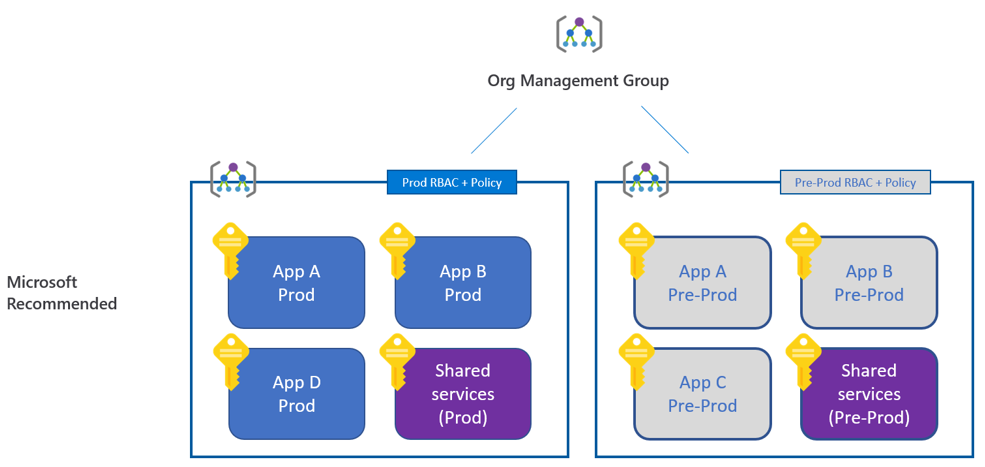 Org Management Group
Prod RBAC + Policy
Pre-Prod RBAC + Policy
Microsoft
Recommended
App A
Prod
App B
Prod
App D
Prod
Shared
services
(Prod)
App A
Pre-Prod
App B
Pre-Prod
App C
Pre-Prod
Shared
services
(Pre-Prod)